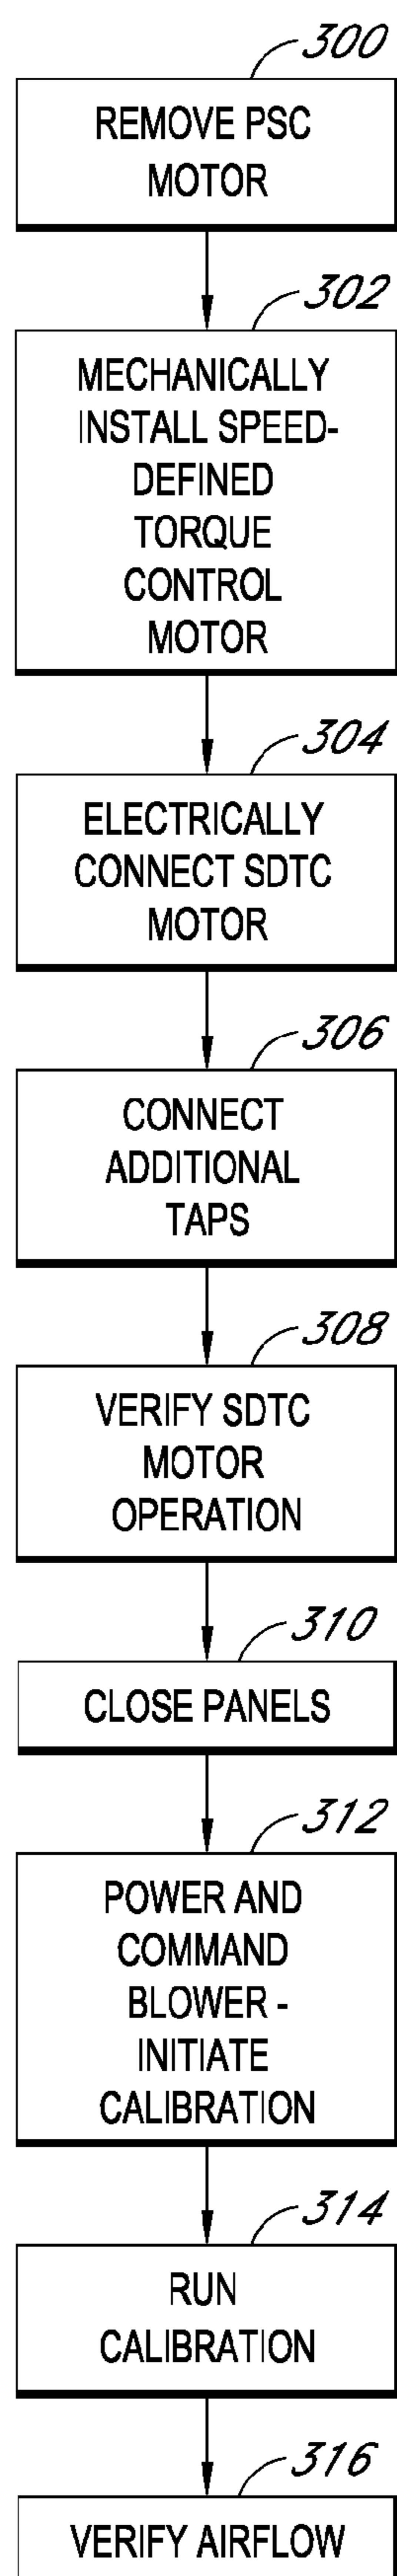 300
REMOVE PSC
MOTOR
302
MECHANICALLY
INSTALL SPEED-
DEFINED
TORQUE
CONTROL
MOTOR
304
ELECTRICALLY
CONNECT SDTC
MOTOR
306
CONNECT
ADDITIONAL
TAPS
308
VERIFY SDTC
MOTOR
OPERATION
310
CLOSE PANELS
312
POWER AND
COMMAND
BLOWER -
INITIATE
CALIBRATION
314
RUN
CALIBRATION
316
VERIFY AIRFLOW